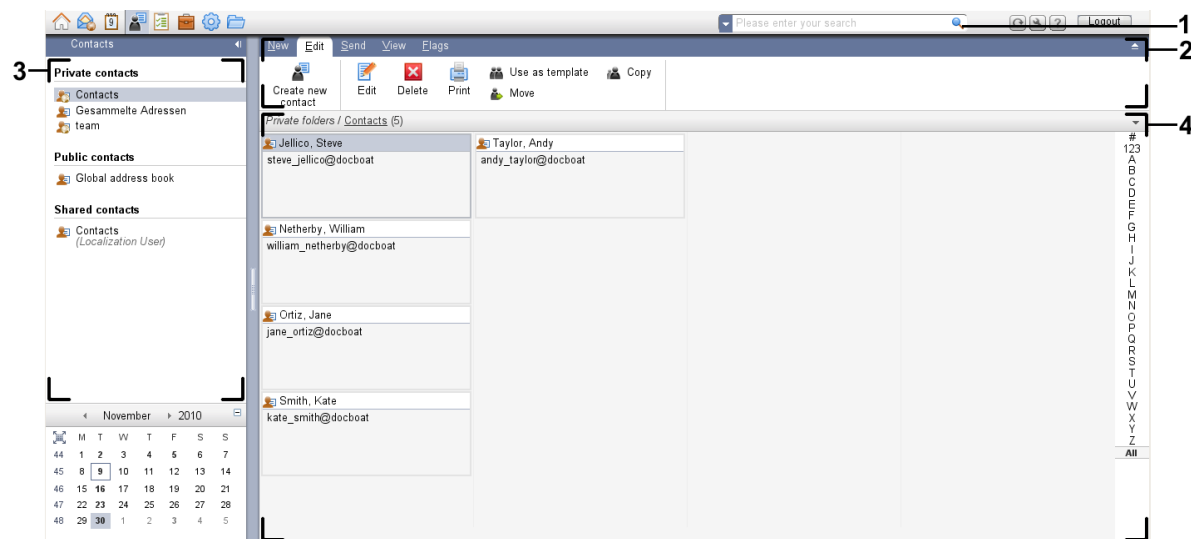 9
Please enter your search
?
Logout
1
Contacts
New Edit Send View Flags
2
3
Private contacts
Contacts
Gesammelte Adressen
team
Public contacts
Global address book
Shared contacts
Contacts
(Localization User)
Create new
contact
Edit
Delete
Print
Use as template
Copy
Move
Private folders / Contacts (5)
4
Jellico, Steve
steve_jellico@docboat
Taylor, Andy
andy_taylor@docboat
Netherby, William
william_netherby@docboat
Ortiz, Jane
jane_ortiz@docboat
Smith, Kate
kate_smith@docboat
#
123
A
B
C
D
E
F
G
H
I
J
K
L
M
N
O
P
Q
R
S
T
U
V
W
X
Y
Z
All
November 2010
M T W T F S S
44 1 2 3 4 5 6 7
45 8 9 10 11 12 13 14
46 15 16 17 18 19 20 21
47 22 23 24 25 26 27 28
48 29 30 1 2 3 4 5